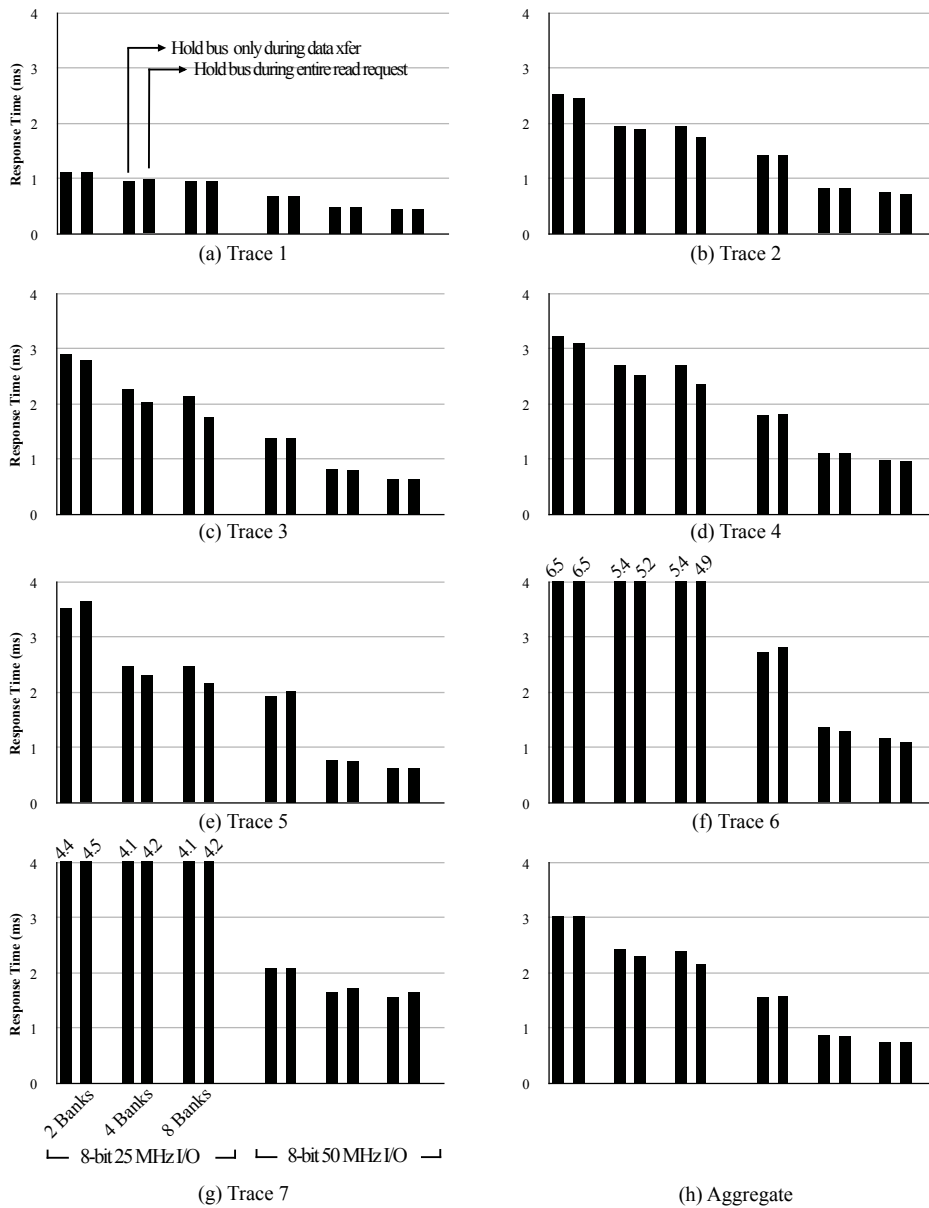 4
3
2
1
0
Response Time (ms)
Hold bus only during data xfer
Hold bus during entire read request
(a) Trace 1
4
3
2
1
0
(b) Trace 2
4
3
2
1
0
Response Time (ms)
(c) Trace 3
4
3
2
1
0
(d) Trace 4
4
3
2
1
0
Response Time (ms)
(e) Trace 5
6.5
6.5
5.4
5.2
5.4
4.9
4
3
2
1
0
(f) Trace 6
4.4
4.5
4.1
4.2
4.1
4.2
4
3
2
1
0
Response Time (ms)
2 Banks
4 Banks
8 Banks
8-bit 25 MHz I/O
8-bit 50 MHz I/O
(g) Trace 7
4
3
2
1
0
(h) Aggregate